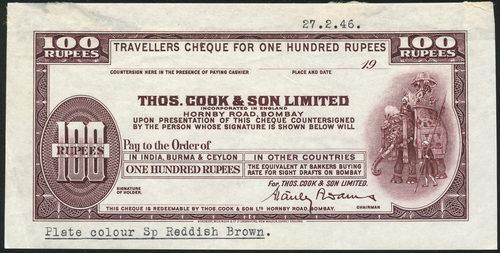 27.2.46.
100 RUPEES
TRAVELLERS CHEQUE FOR ONE HUNDRED RUPEES
100 RUPEES
COUNTERSIGN HERE IN THE PRESENCE OF PAYING CASHIER PLACE AND DATE 19
THOS. COOK & SON LIMITED
INCORPORATED IN ENGLAND
HORNBY ROAD, BOMBAY
UPON PRESENTATION OF THIS CHEQUE COUNTERSIGNED
BY THE PERSON WHOSE SIGNATURE IS SHOWN BELOW WILL
Pay to the Order of
100 RUPEES
IN INDIA, BURMA & CEYLON
ONE HUNDRED RUPEES
IN OTHER COUNTRIES
THE EQUIVALENT AT BANKERS BUYING
RATE FOR SIGHT DRAFTS ON BOMBAY
SIGNATURE
OF HOLDER.
For THOS. COOK & SON LIMITED.
CHAIRMAN
THIS CHEQUE IS REDEEMABLE BY THOS. COOK & SON LTD HORNBY ROAD, BOMBAY.
Plate colour Sp Reddish Brown.